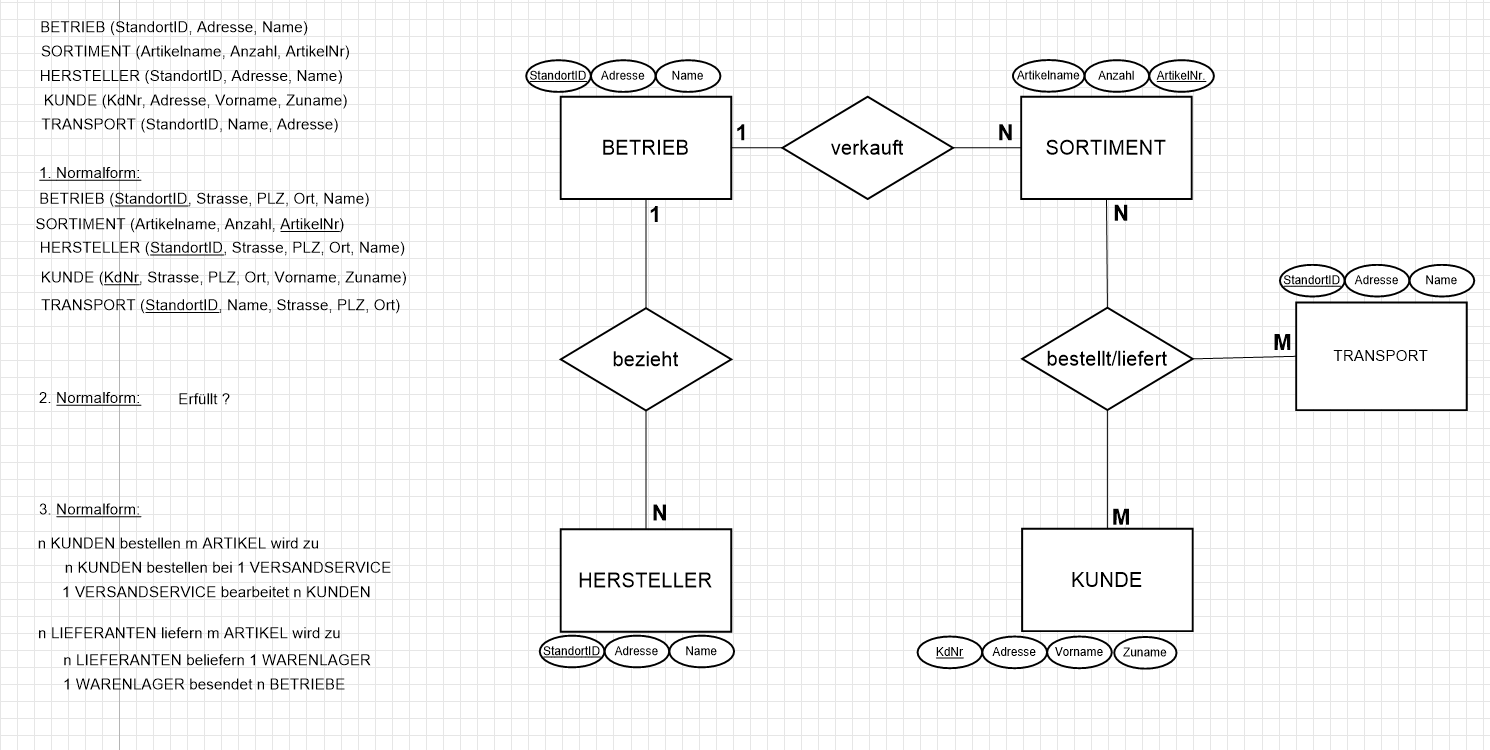 BETRIEB (StandortID, Adresse, Name)
SORTIMENT (Artikelname, Anzahl, ArtikelNr)
HERSTELLER (StandortID, Adresse, Name)
KUNDE (KdNr, Adresse, Vorname, Zuname)
TRANSPORT (StandortID, Name, Adresse)
1. Normalform:
BETRIEB (StandortID, Strasse, PLZ, Ort, Name)
SORTIMENT (Artikelname, Anzahl, ArtikelNr)
HERSTELLER (StandortID, Strasse, PLZ, Ort, Name)
KUNDE (KdNr, Strasse, PLZ, Ort, Vorname, Zuname)
TRANSPORT (StandortID, Name, Strasse, PLZ, Ort)
2. Normalform: Erfüllt ?
3. Normalform:
n KUNDEN bestellen m ARTIKEL wird zu
n KUNDEN bestellen bei 1 VERSANDSERVICE
1 VERSANDSERVICE bearbeitet n KUNDEN
n LIEFERANTEN liefern m ARTIKEL wird zu
n LIEFERANTEN beliefern 1 WARENLAGER
1 WARENLAGER besendet n BETRIEBE
StandortID Adresse Name
BETRIEB
1
verkauft
N
Artikelname Anzahl ArtikelNr.
SORTIMENT
1
bezieht
N
HERSTELLER
StandortID Adresse Name
N
bestellt/liefert
M
StandortID Adresse Name
TRANSPORT
M
KUNDE
KdNr Adresse Vorname Zuname